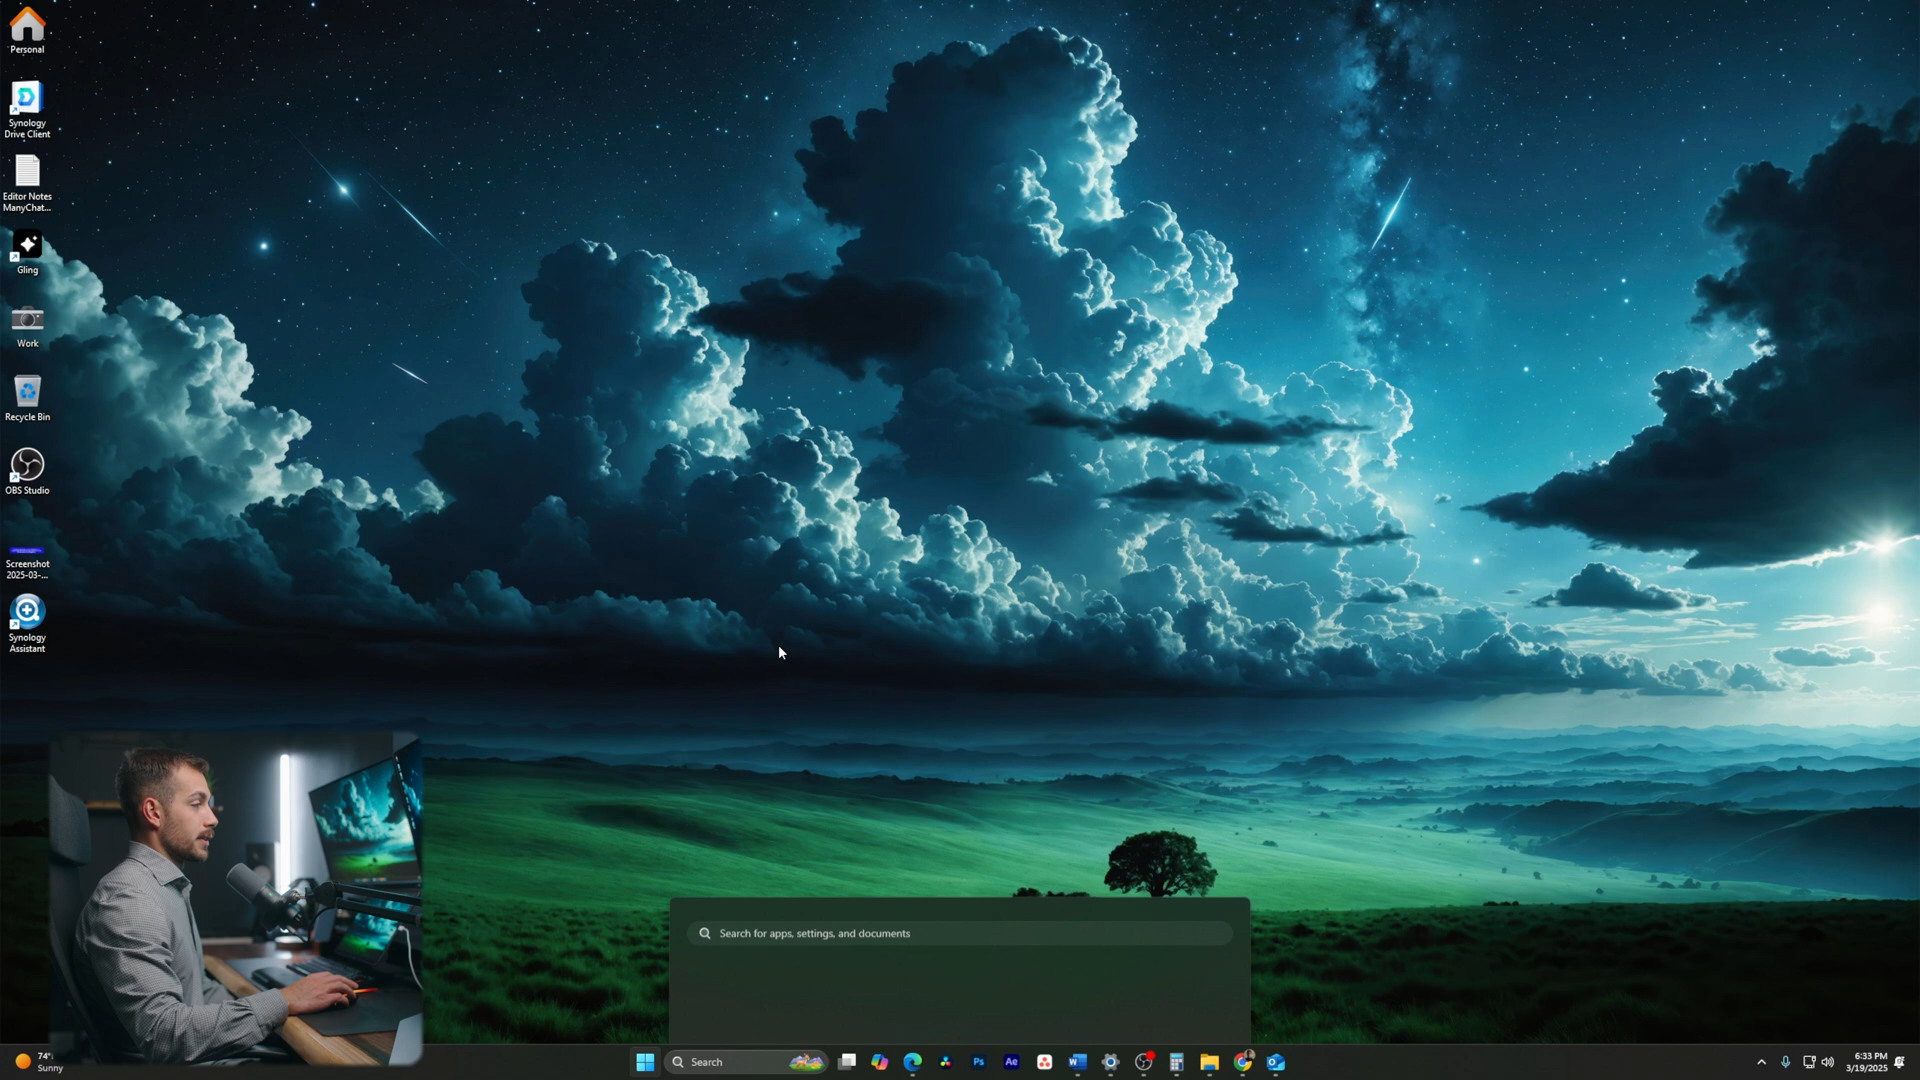 Personal
Synology
Drive Client
Editor Notes
ManyChat...
Gling
Work
Recycle Bin
OBS Studio
Screenshot
2025-03-...
Synology
Assistant
Search for apps, settings, and documents
74°
Sunny
Search
Ps
Ae
W
6:33 PM
3/19/2025